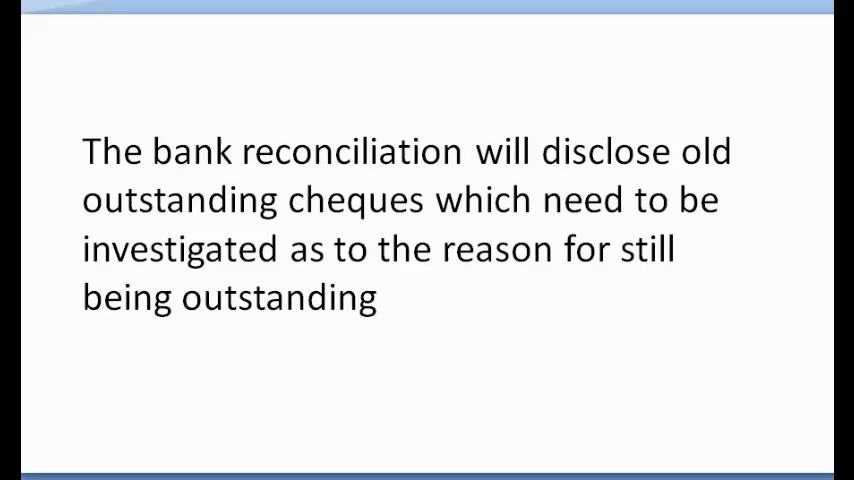 The bank reconciliation will disclose old
outstanding cheques which need to be
investigated as to the reason for still
being outstanding